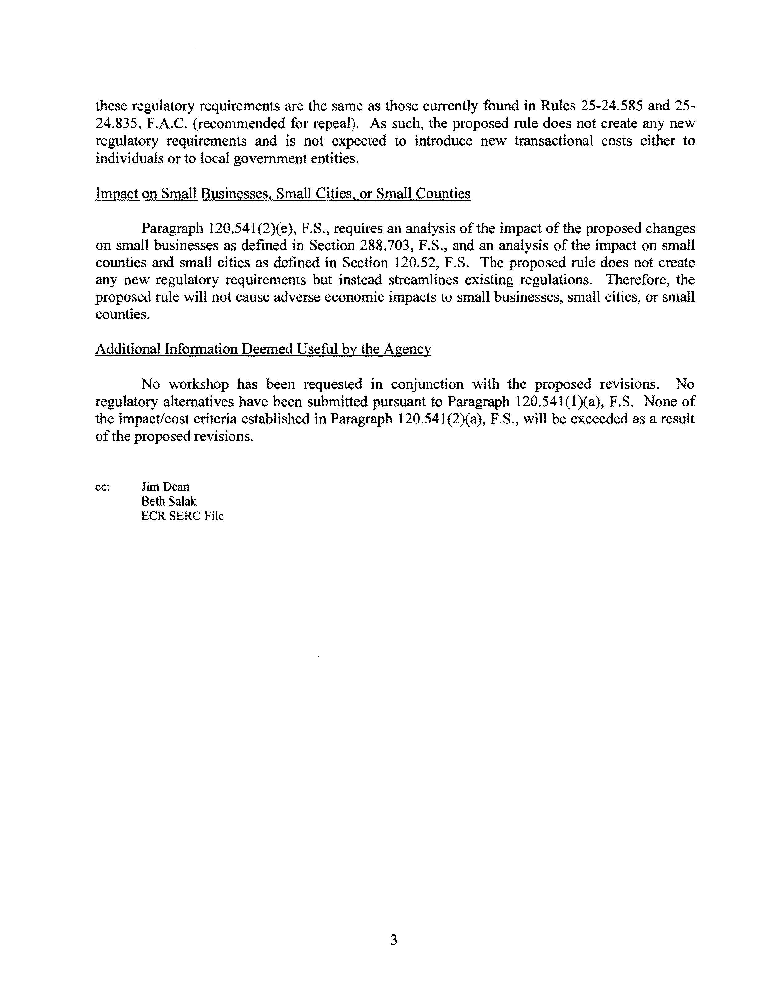 these regulatory requirements are the same as those currently found in Rules 25-24.585 and 25-
24.835, F.A.C. (recommended for repeal). As such, the proposed rule does not create any new
regulatory requirements and is not expected to introduce new transactional costs either to
individuals or to local government entities.
Impact on Small Businesses, Small Cities, or Small Counties
Paragraph 120.541(2)(e), F.S., requires an analysis of the impact of the proposed changes
on small businesses as defined in Section 288.703, F.S., and an analysis of the impact on small
counties and small cities as defined in Section 120.52, F.S. The proposed rule does not create
any new regulatory requirements but instead streamlines existing regulations. Therefore, the
proposed rule will not cause adverse economic impacts to small businesses, small cities, or small
counties.
Additional Information Deemed Useful by the Agency
No workshop has been requested in conjunction with the proposed revisions. No
regulatory alternatives have been submitted pursuant to Paragraph 120.541(1)(a), F.S. None of
the impact/cost criteria established in Paragraph 120.541(2)(a), F.S., will be exceeded as a result
of the proposed revisions.
cc: Jim Dean
Beth Salak
ECR SERC File
3